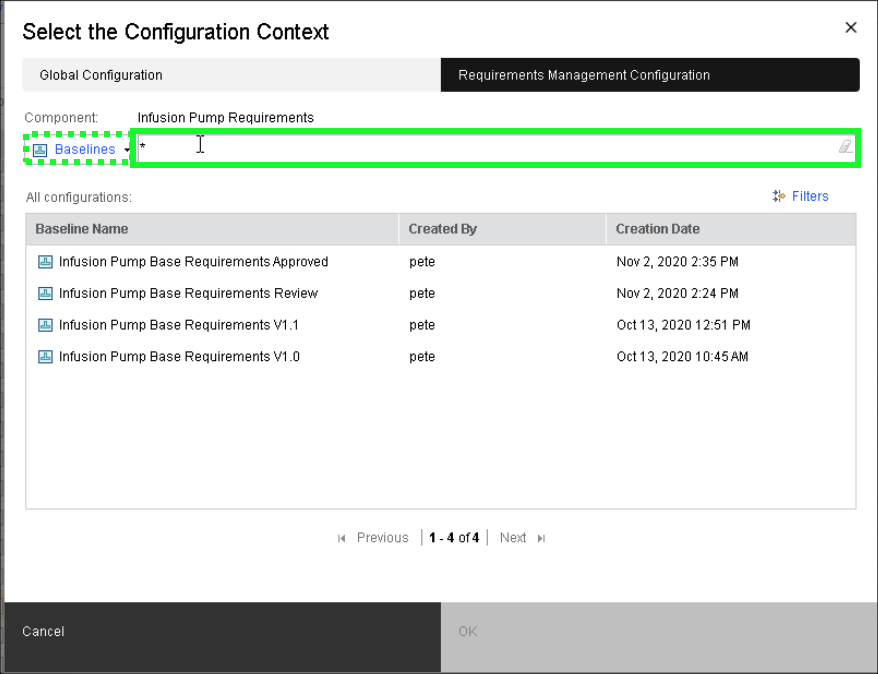 Select the Configuration Context
Global Configuration
Requirements Management Configuration
Component: Infusion Pump Requirements
Baselines *
All configurations: Filters
Baseline Name Created By Creation Date
Infusion Pump Base Requirements Approved pete Nov 2, 2020 2:35 PM
Infusion Pump Base Requirements Review pete Nov 2, 2020 2:24 PM
Infusion Pump Base Requirements V1.1 pete Oct 13, 2020 12:51 PM
Infusion Pump Base Requirements V1.0 pete Oct 13, 2020 10:45 AM
Previous 1 - 4 of 4 Next
Cancel OK